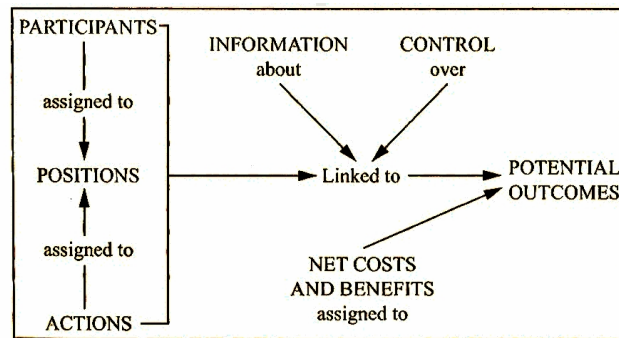 PARTICIPANTS
assigned to
POSITIONS
assigned to
ACTIONS
INFORMATION
about
CONTROL
over
Linked to
POTENTIAL
OUTCOMES
NET COSTS
AND BENEFITS
assigned to